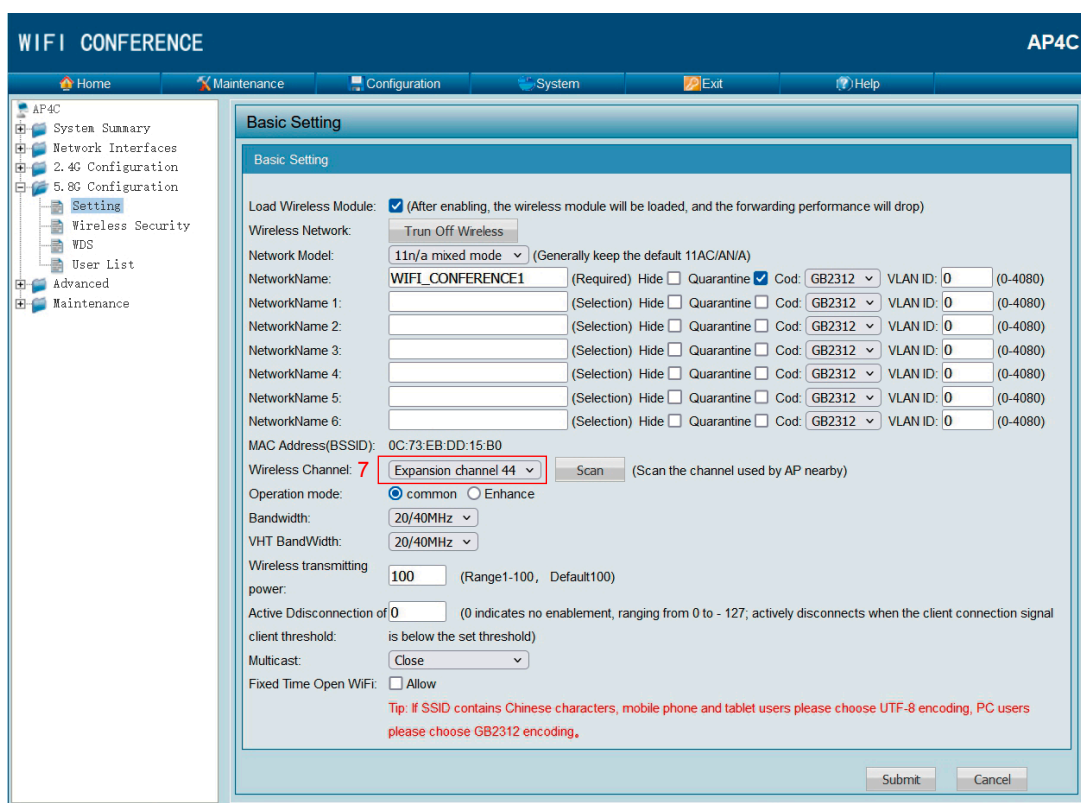 WIFI CONFERENCE
AP4C
Home Maintenance Configuration System Exit Help
AP4C
System Summary
Network Interfaces
2.4G Configuration
5.8G Configuration
Setting
Wireless Security
WDS
User List
Advanced
Maintenance
Basic Setting
Basic Setting
Load Wireless Module: (After enabling, the wireless module will be loaded, and the forwarding performance will drop)
Wireless Network: Trun Off Wireless
Network Model: 11n/a mixed mode (Generally keep the default 11AC/AN/A)
NetworkName: WIFI_CONFERENCE1 (Required) Hide Quarantine Cod: GB2312 VLAN ID: 0 (0-4080)
NetworkName 1: (Selection) Hide Quarantine Cod: GB2312 VLAN ID: 0 (0-4080)
NetworkName 2: (Selection) Hide Quarantine Cod: GB2312 VLAN ID: 0 (0-4080)
NetworkName 3: (Selection) Hide Quarantine Cod: GB2312 VLAN ID: 0 (0-4080)
NetworkName 4: (Selection) Hide Quarantine Cod: GB2312 VLAN ID: 0 (0-4080)
NetworkName 5: (Selection) Hide Quarantine Cod: GB2312 VLAN ID: 0 (0-4080)
NetworkName 6: (Selection) Hide Quarantine Cod: GB2312 VLAN ID: 0 (0-4080)
MAC Address(BSSID): 0C:73:EB:DD:15:B0
Wireless Channel: 7 Expansion channel 44 Scan (Scan the channel used by AP nearby)
Operation mode: common Enhance
Bandwidth: 20/40MHz
VHT BandWidth: 20/40MHz
Wireless transmitting
power: 100 (Range1-100, Default100)
Active Ddisconnection of 0 (0 indicates no enablement, ranging from 0 to - 127; actively disconnects when the client connection signal
client threshold: is below the set threshold)
Multicast: Close
Fixed Time Open WiFi: Allow
Tip: If SSID contains Chinese characters, mobile phone and tablet users please choose UTF-8 encoding, PC users
please choose GB2312 encoding。
Submit Cancel